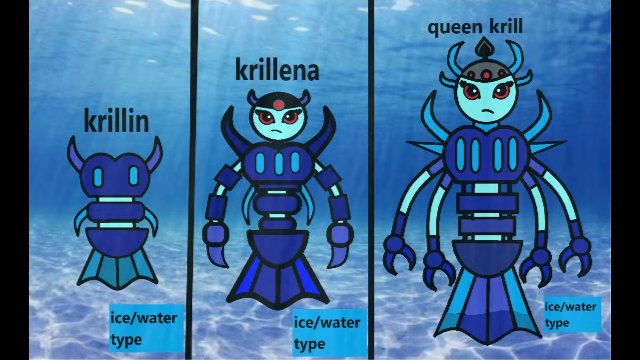 krillin
krillena
queen krill
ice/water
type
ice/water
type
ice/water
type